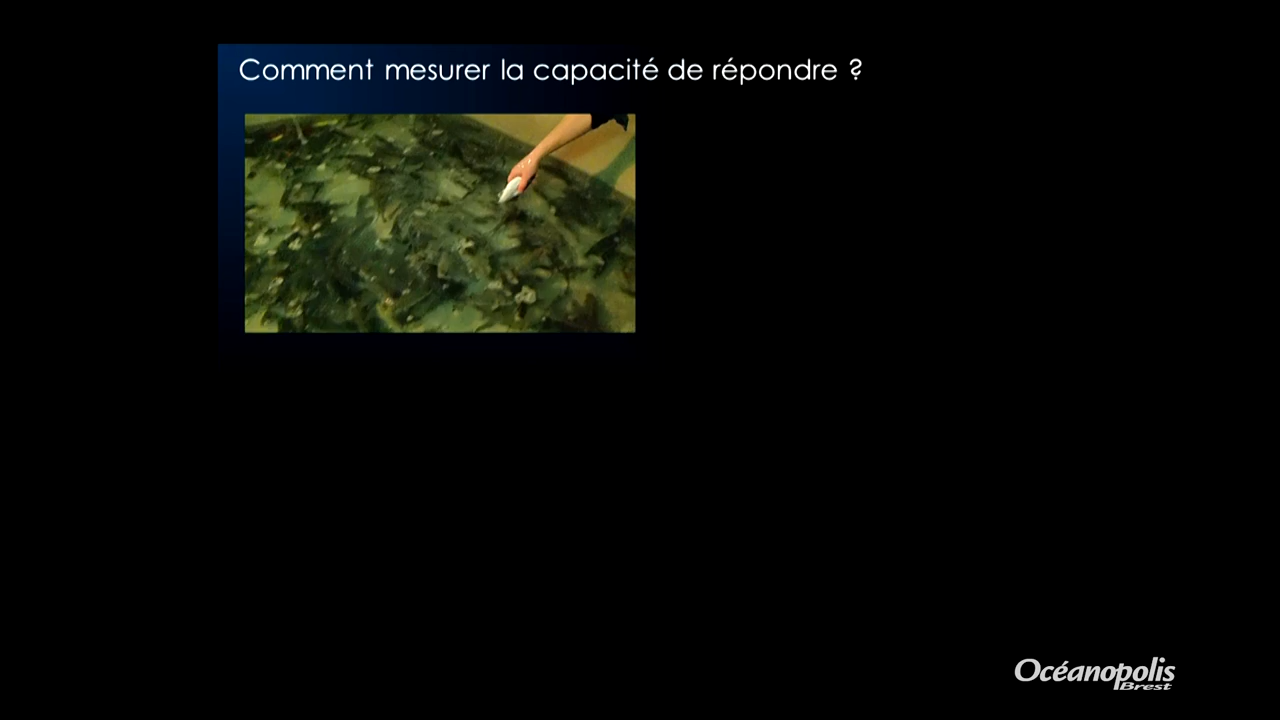 Comment mesurer la capacité de répondre ?
Océanopolis
Brest